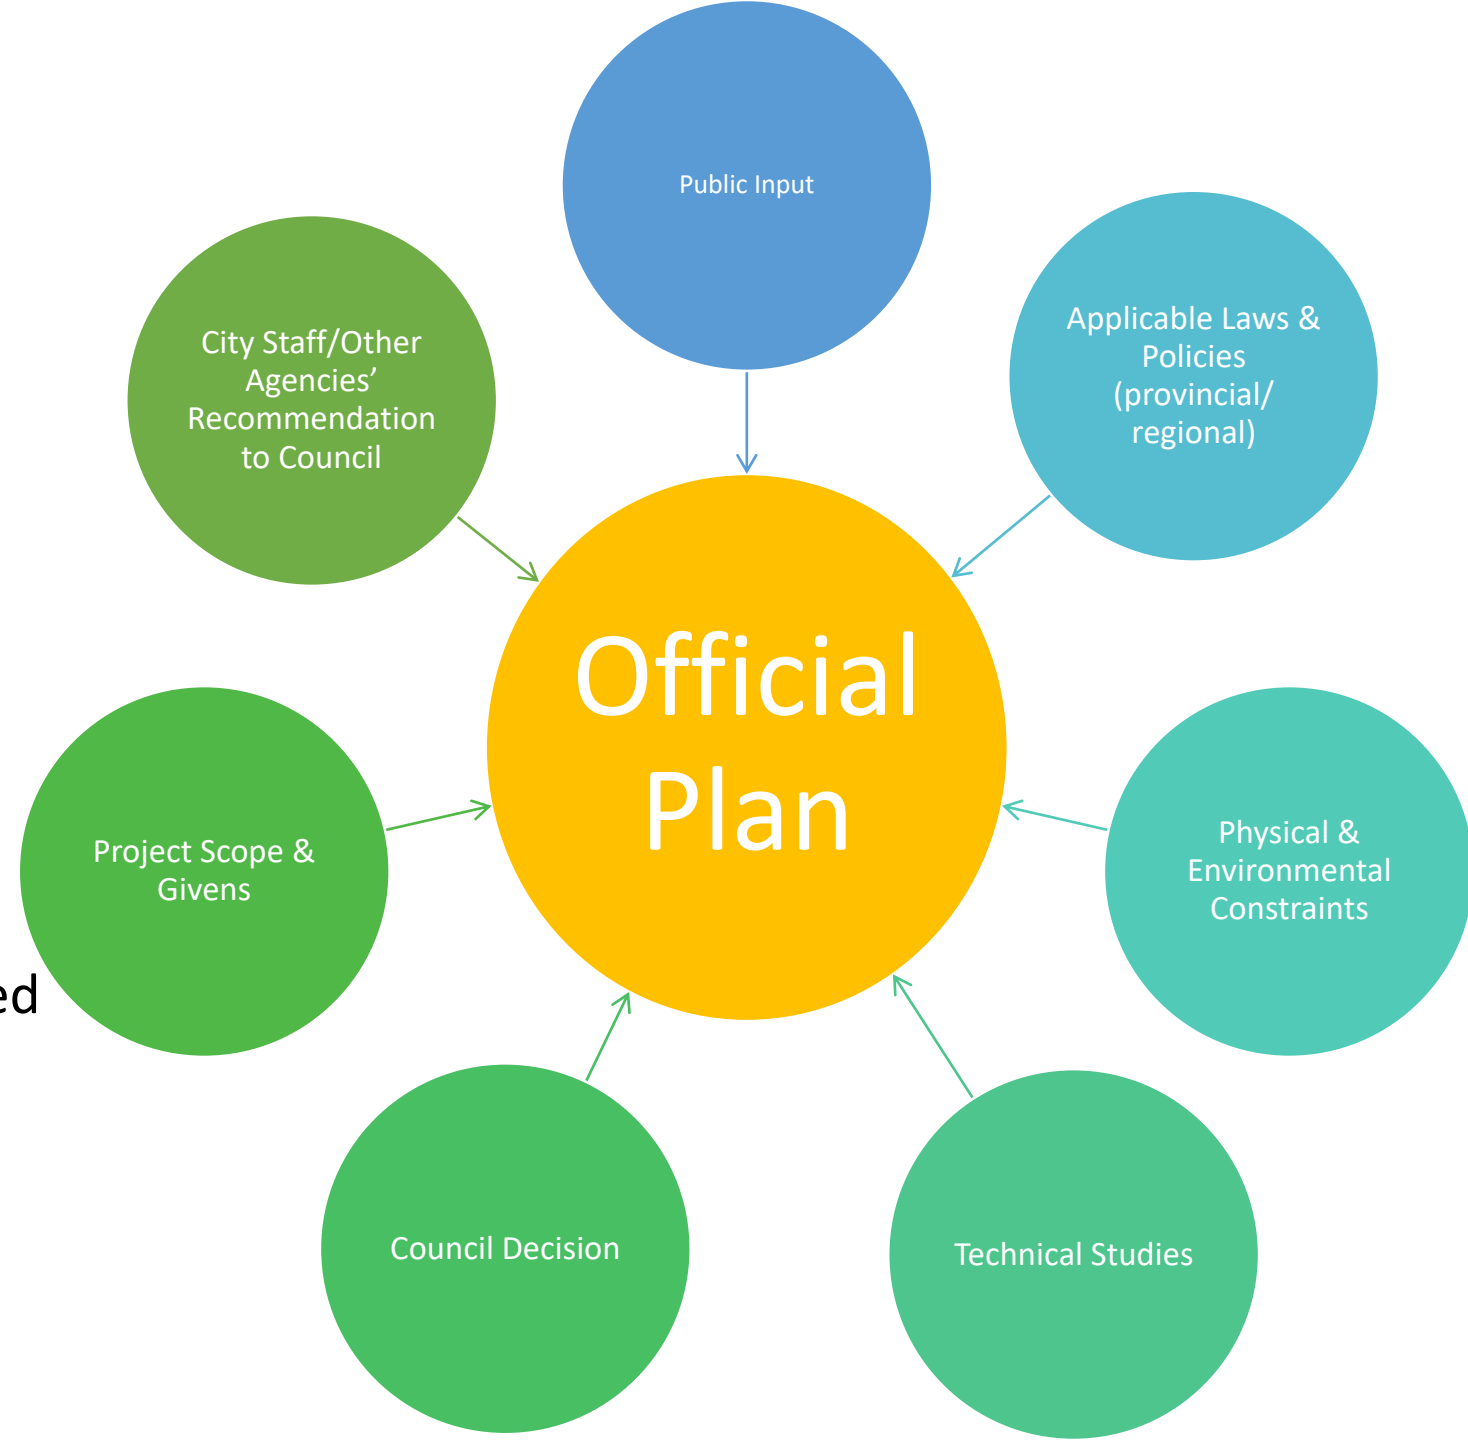 Public Input
Applicable Laws &
Policies
(provincial/
regional)
City Staff/Other
Agencies’
Recommendation
to Council
Official
Plan
Physical &
Environmental
Constraints
Project Scope &
Givens
ed
Council Decision
Technical Studies